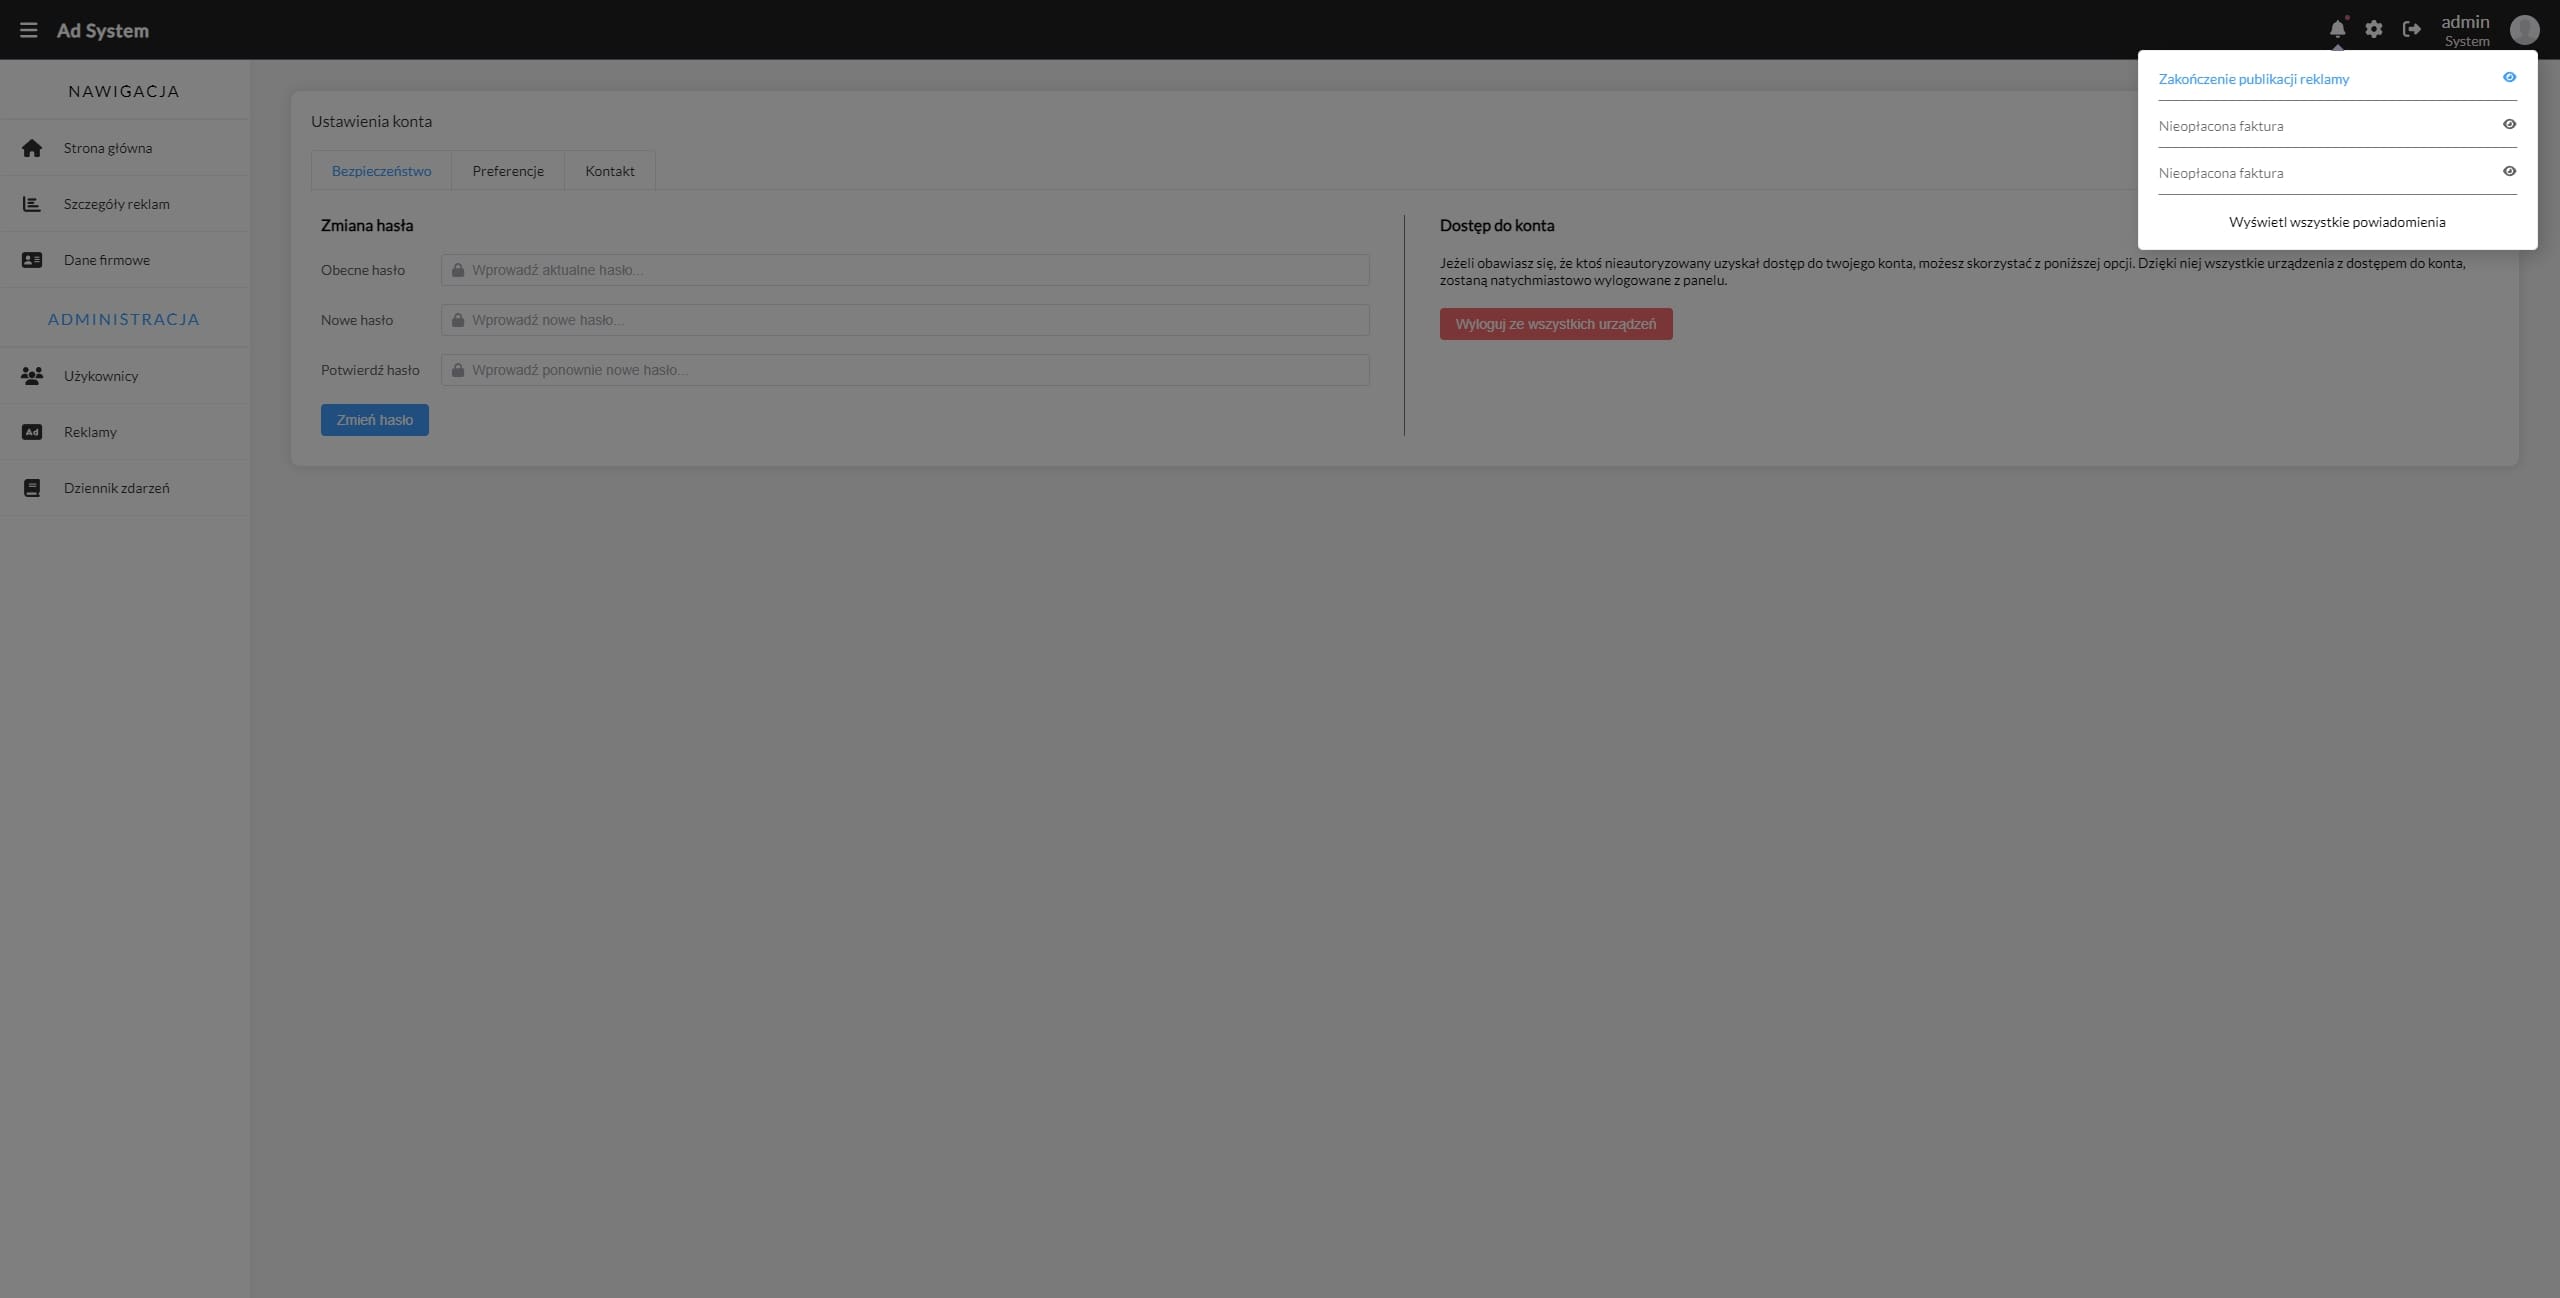 Ad System
admin
System
NAWIGACJA
Strona główna
Szczegóły reklam
Dane firmowe
ADMINISTRACJA
Użykownicy
Ad
Reklamy
Dziennik zdarzeń
Ustawienia konta
Bezpieczeństwo
Preferencje
Kontakt
Zmiana hasła
Obecne hasło
Wprowadź aktualne hasło...
Nowe hasło
Wprowadź nowe hasło...
Potwierdź hasło
Wprowadź ponownie nowe hasło...
Zmień hasło
Dostęp do konta
Jeżeli obawiasz się, że ktoś nieautoryzowany uzyskał dostęp do twojego konta, możesz skorzystać z poniższej opcji. Dzięki niej wszystkie urządzenia z dostępem do konta,
zostaną natychmiastowo wylogowane z panelu.
Wyloguj ze wszystkich urządzeń
Zakończenie publikacji reklamy
Nieopłacona faktura
Nieopłacona faktura
Wyświetl wszystkie powiadomienia